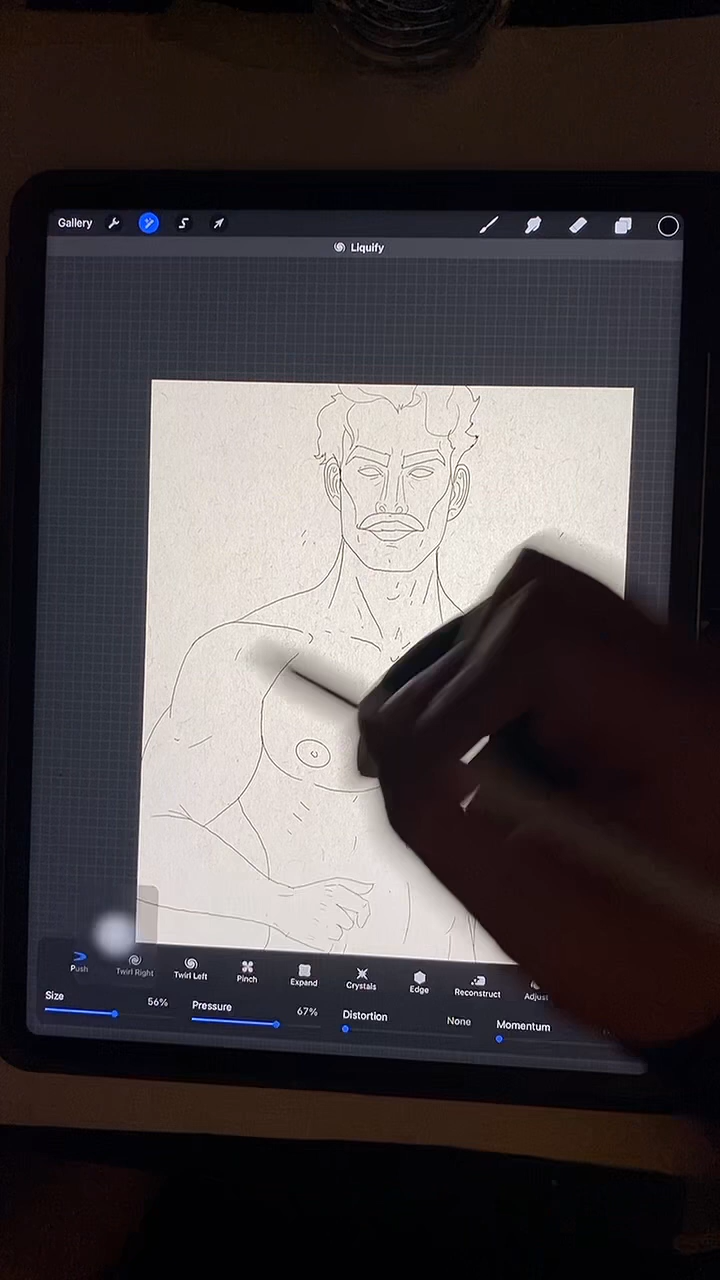 Gallery
Liquify
Push
Twirl Right
Twirl Left
Pinch
Expand
Crystals
Edge
Reconstruct
Adjust
Size
56%
Pressure
67%
Distortion
None
Momentum